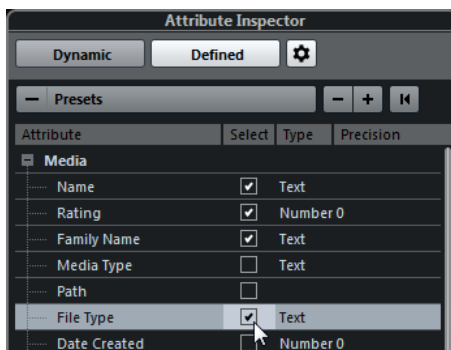 Attribute Inspector
Dynamic Defined
Presets
Attribute Select Type Precision
Media
Name Text
Rating Number 0
Family Name Text
Media Type Text
Path
File Type Text
Date Created Number 0